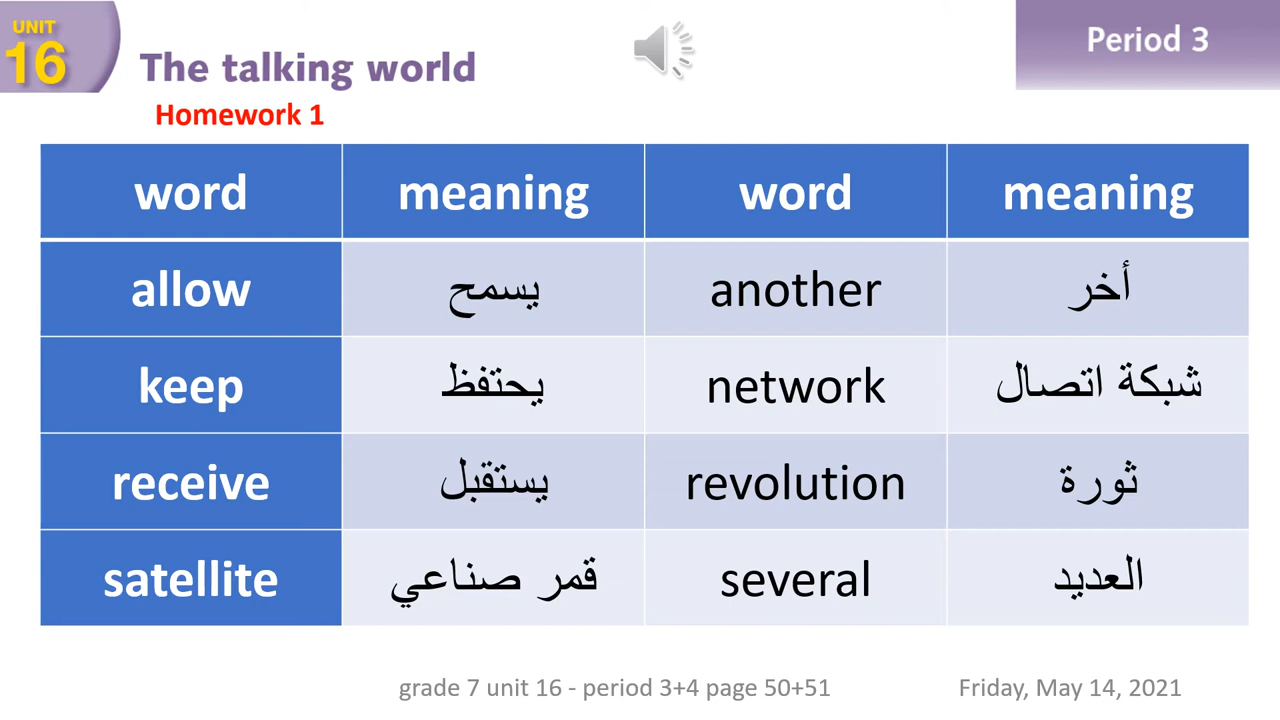 UNIT
16
The talking world
Period 3
Homework 1
word meaning word meaning
allow يسمح another أخر
keep يحتفظ network شبكة اتصال
receive يستقبل revolution ثورة
satellite قمر صناعي several العديد
grade 7 unit 16 - period 3+4 page 50+51
Friday, May 14, 2021